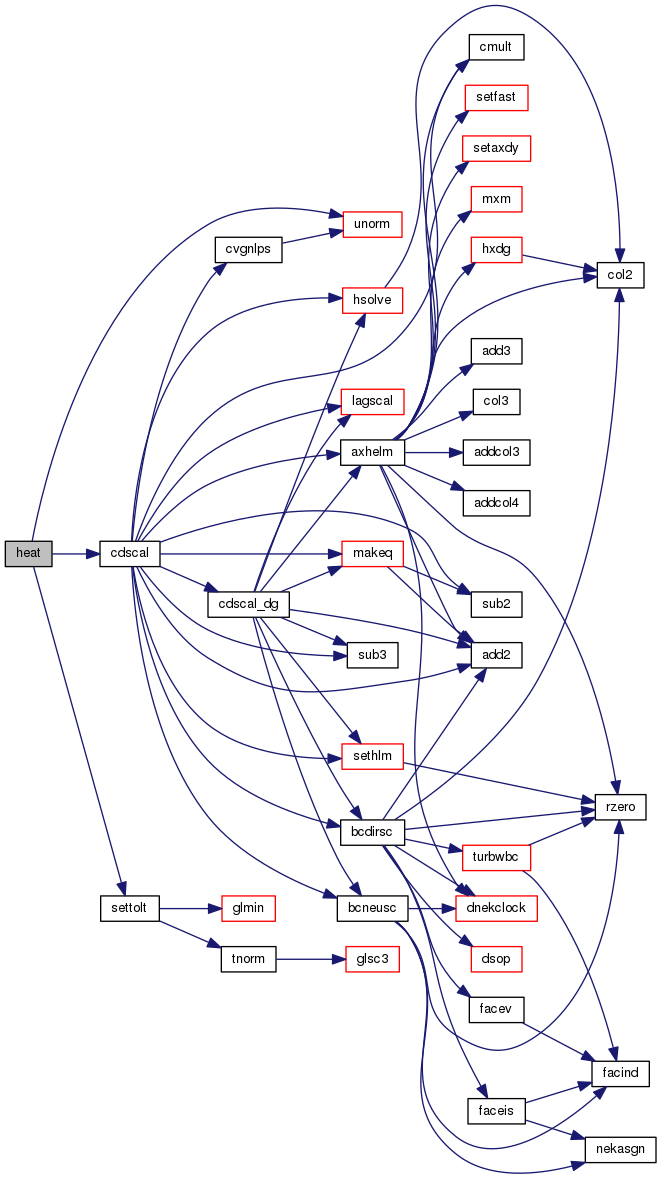 cmult
setfast
setaxdy
mxm
unorm
cvgnlps
hxdg
col2
hsolve
add3
lagscal
col3
axhelm
addcol3
addcol4
heat
cdscal
makeq
cdscal_dg
sub2
sub3
add2
sethlm
rzero
bcdirsc
turbwbc
settolt
glmin
bcneusc
dnekclock
tnorm
glsc3
dsop
facev
facind
faceis
nekasgn